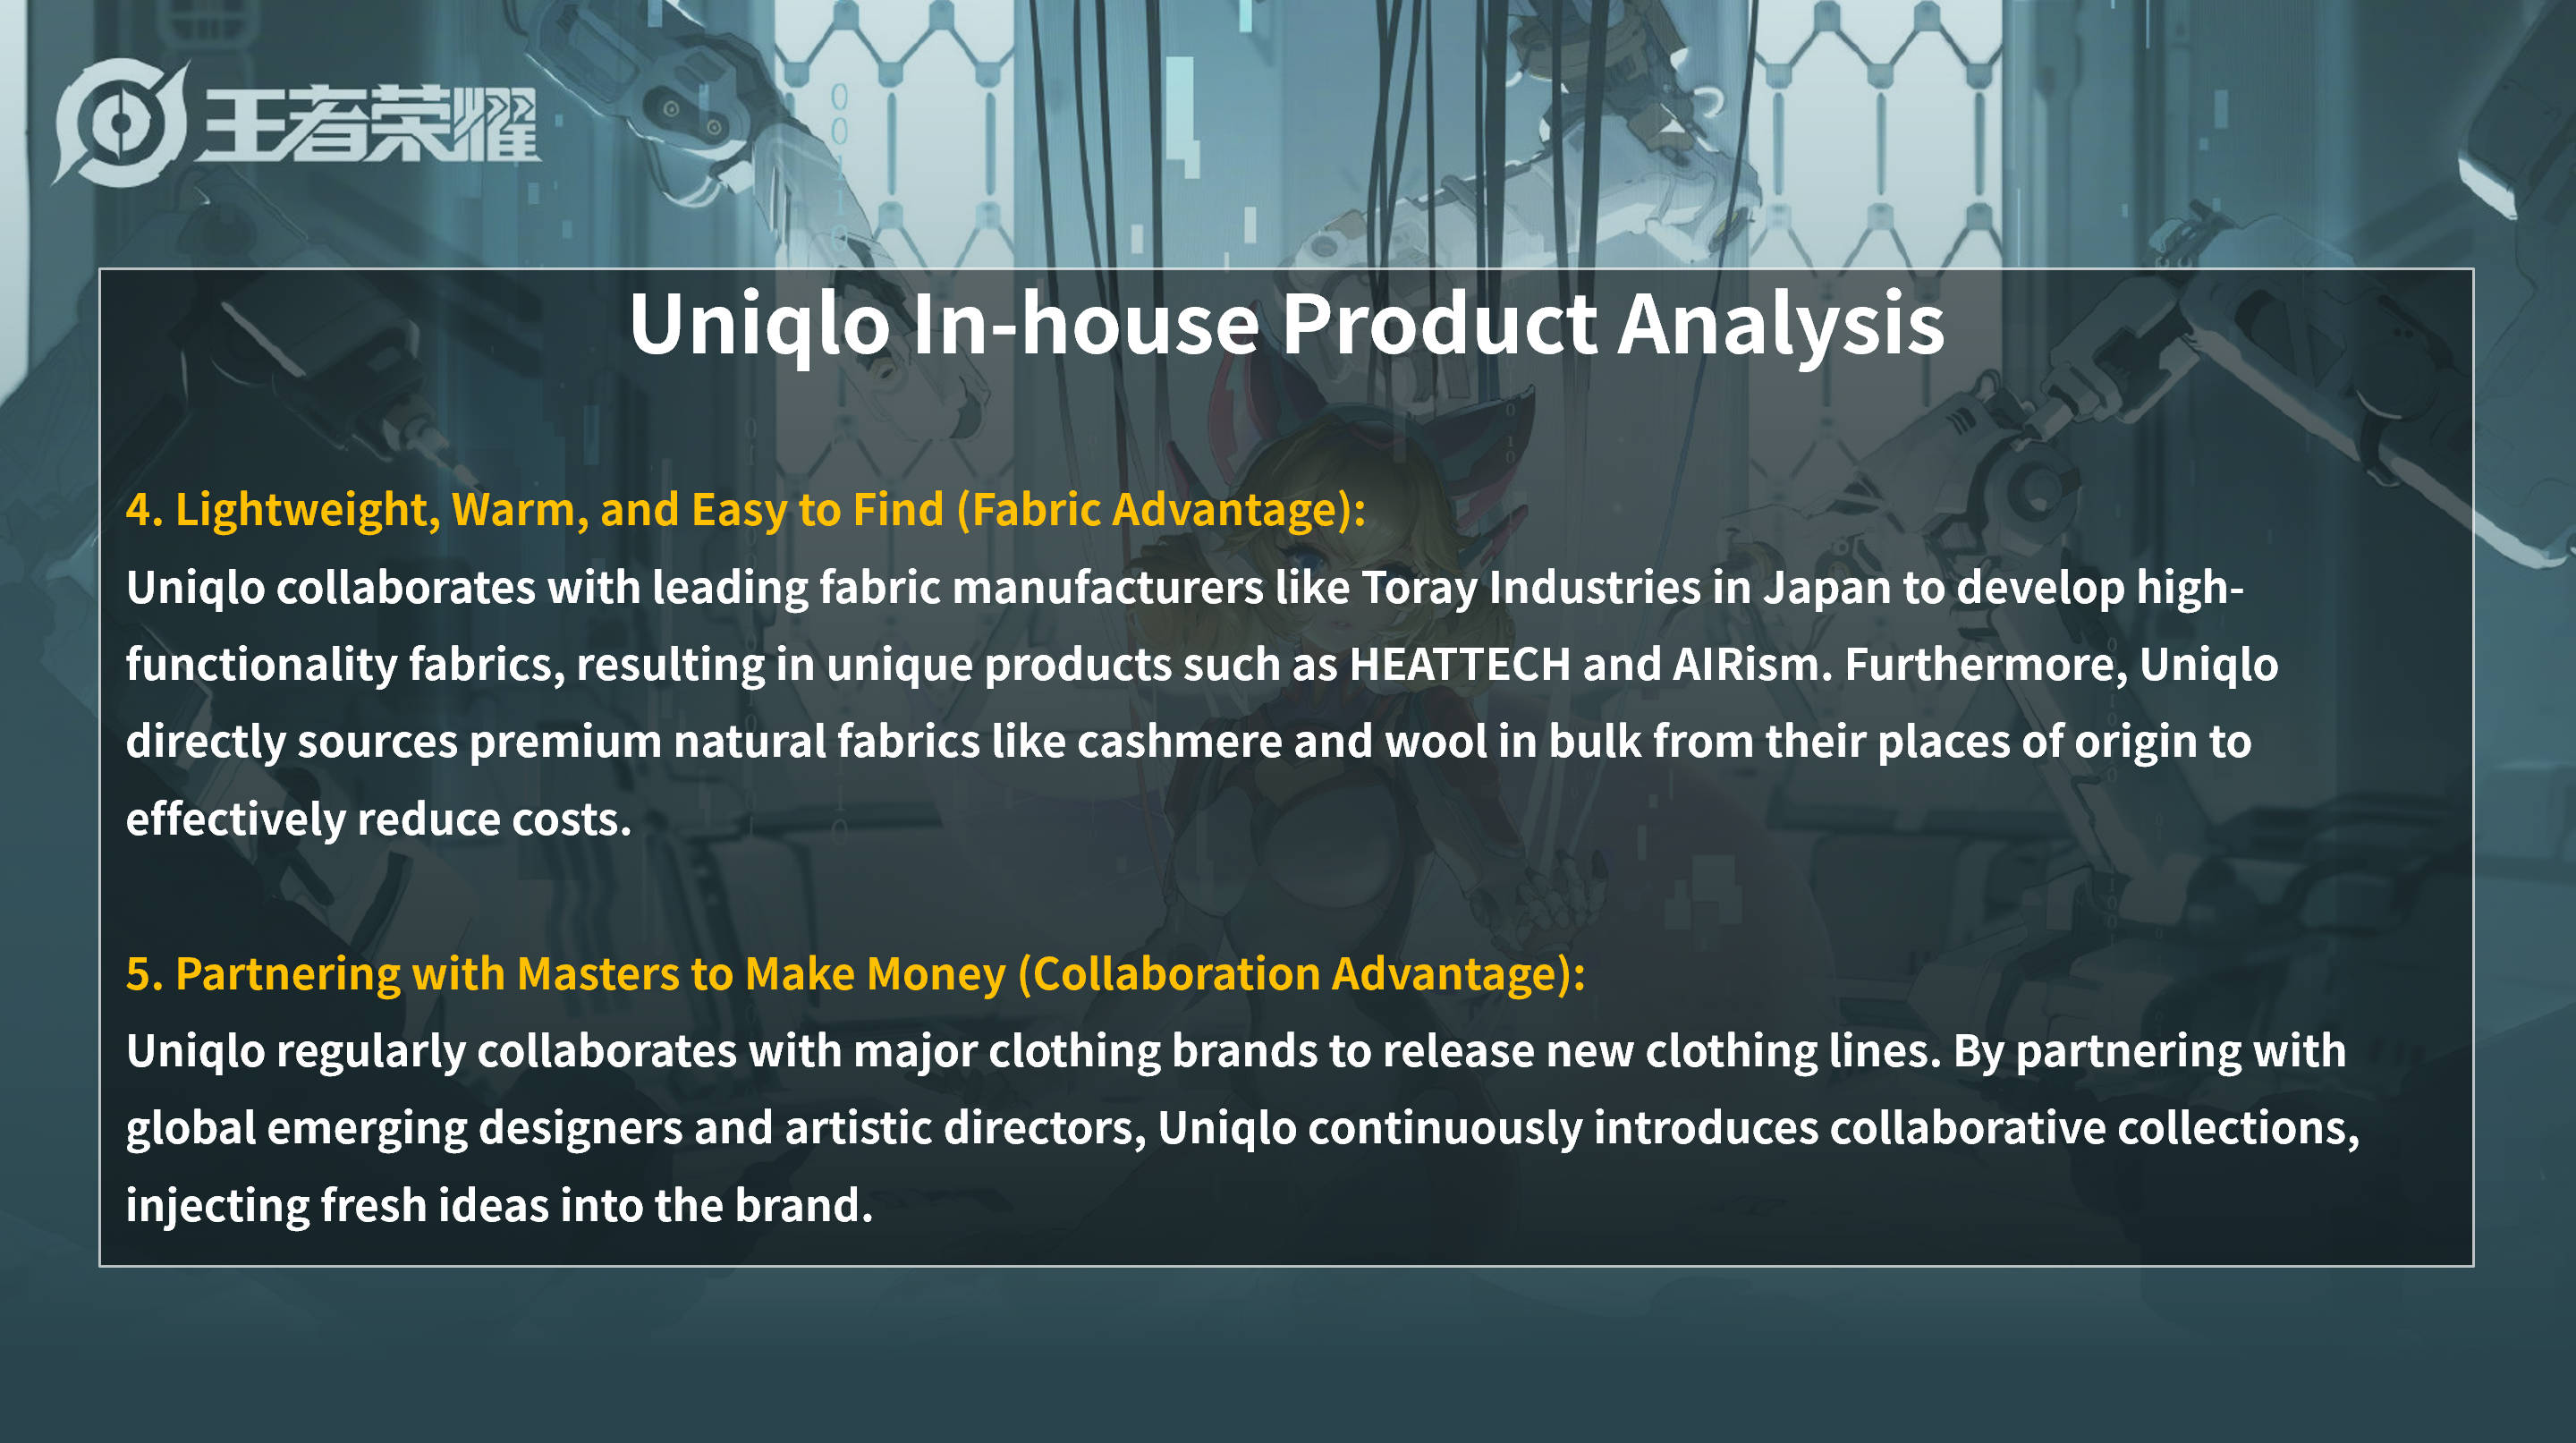 王者荣耀
Uniqlo In-house Product Analysis
4. Lightweight, Warm, and Easy to Find (Fabric Advantage):
Uniqlo collaborates with leading fabric manufacturers like Toray Industries in Japan to develop high-
functionality fabrics, resulting in unique products such as HEATTECH and AIRism. Furthermore, Uniqlo
directly sources premium natural fabrics like cashmere and wool in bulk from their places of origin to
effectively reduce costs.
5. Partnering with Masters to Make Money (Collaboration Advantage):
Uniqlo regularly collaborates with major clothing brands to release new clothing lines. By partnering with
global emerging designers and artistic directors, Uniqlo continuously introduces collaborative collections,
injecting fresh ideas into the brand.